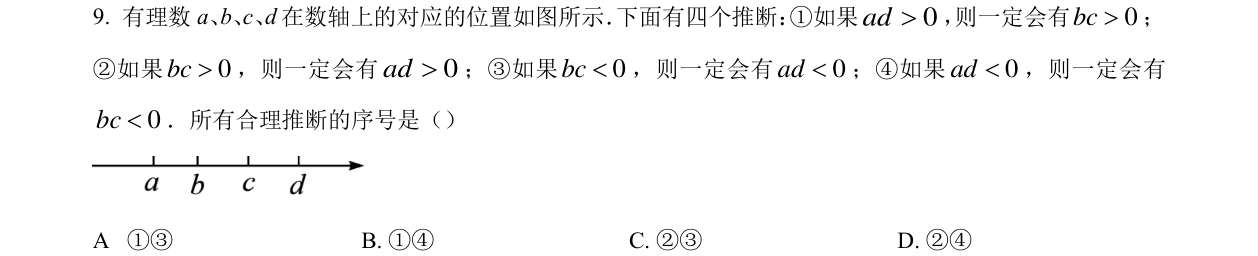 9. 有理数 a、b、c、d 在数轴上的对应的位置如图所示. 下面有四个推断: ①如果 ad > 0 , 则一定会有 bc > 0 ;
②如果 bc > 0 , 则一定会有 ad > 0 ; ③如果 bc < 0 , 则一定会有 ad < 0 ; ④如果 ad < 0 , 则一定会有
bc < 0 . 所有合理推断的序号是()
a b c d
A ①③ B. ①④ C. ②③ D. ②④